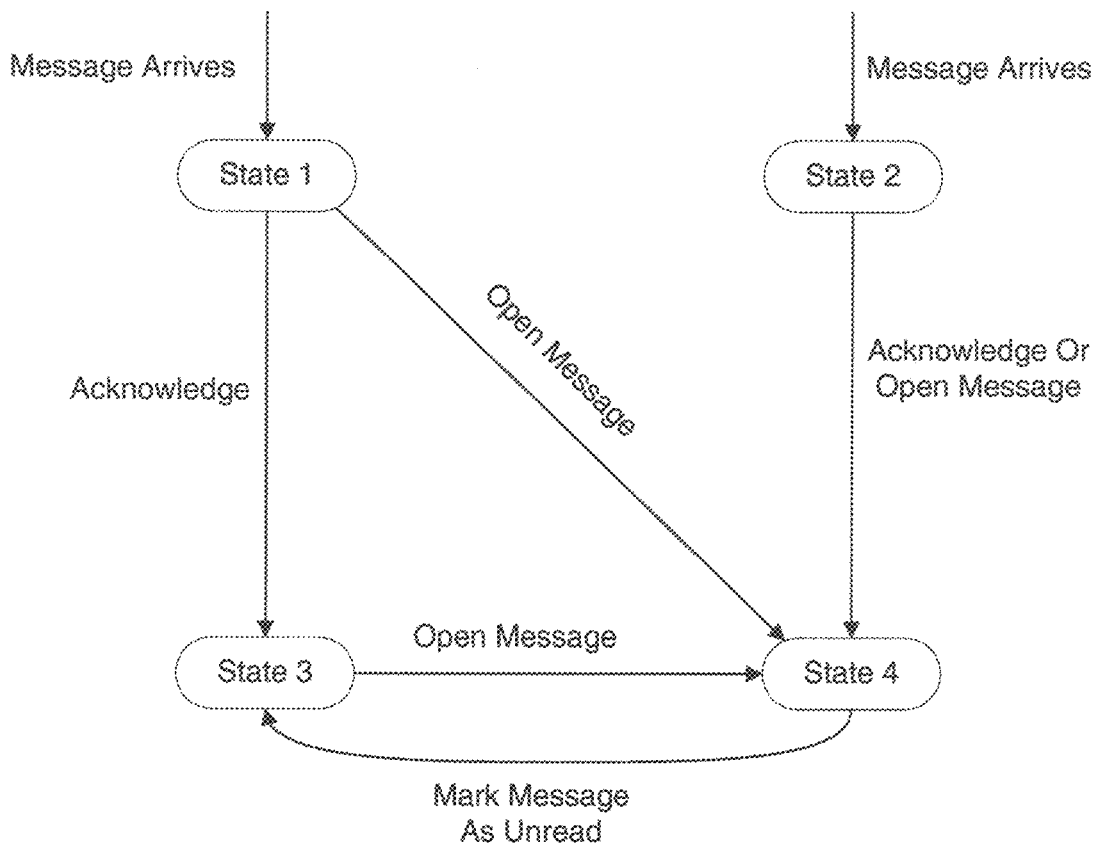 Message Arrives
Message Arrives
State 1
State 2
Open Message
Acknowledge Or
Open Message
Acknowledge
Open Message
State 3
State 4
Mark Message
As Unread